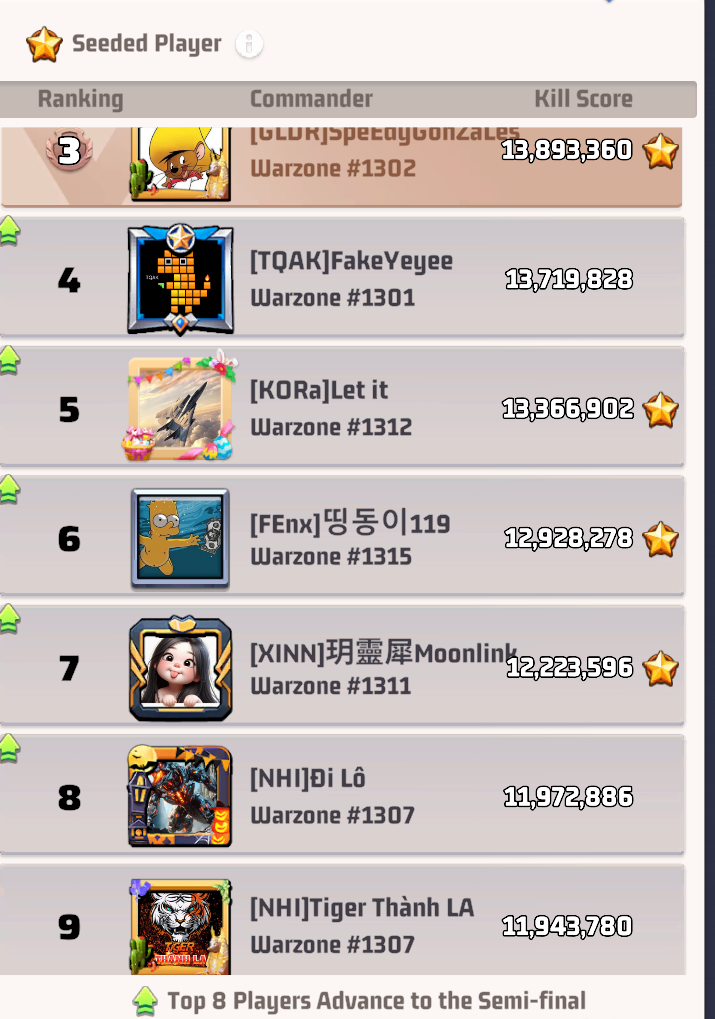 Seeded Player
Ranking Commander Kill Score
3 [GLDR]SpeEdyGonZaLes 13,893,360
Warzone #1302
4 [TQAK]FakeYeyee 13,719,828
TQAK
Warzone #1301
5 [KORa]Let it 13,366,902
Warzone #1312
6 [FEnx]띵동이119 12,928,278
Warzone #1315
7 [XINN]玥靈犀Moonlink 12,223,596
Warzone #1311
8 [NHI]Đi Lô 11,972,886
Warzone #1307
9 [NHI]Tiger Thành LA 11,943,780
Warzone #1307
TIGER
THÀNH LA
Top 8 Players Advance to the Semi-final